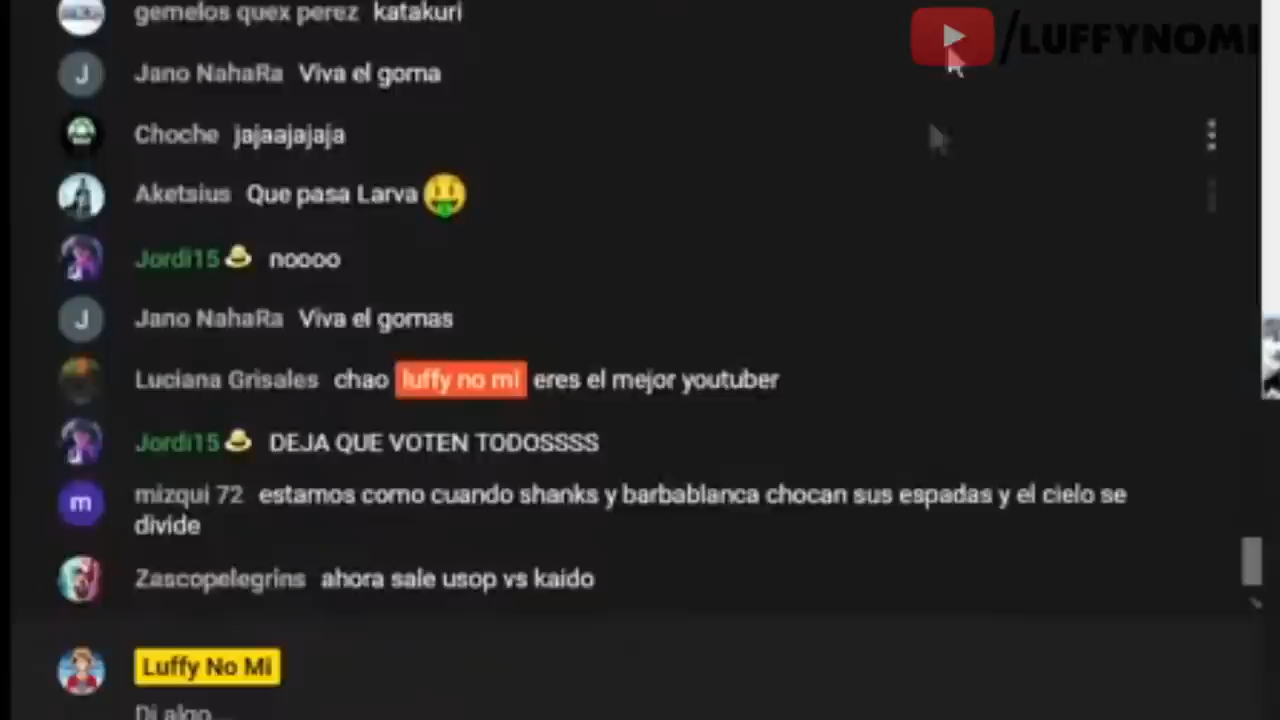 gemelos quex perez katakuri
/LUFFYNOMI
Jano NahaRa Viva el goma
Choche jajaajajaja
Aketsius Que pasa Larva
Jordi15 noooo
Jano NahaRa Viva el gomas
Luciana Grisales chao luffy no mi eres el mejor youtuber
Jordi15 DEJA QUE VOTEN TODOSSSS
mizqui 72 estamos como cuando shanks y barbablanca chocan sus espadas y el cielo se
divide
Zascopelegrins ahora sale usop vs kaido
Luffy No Mi
Di algo...